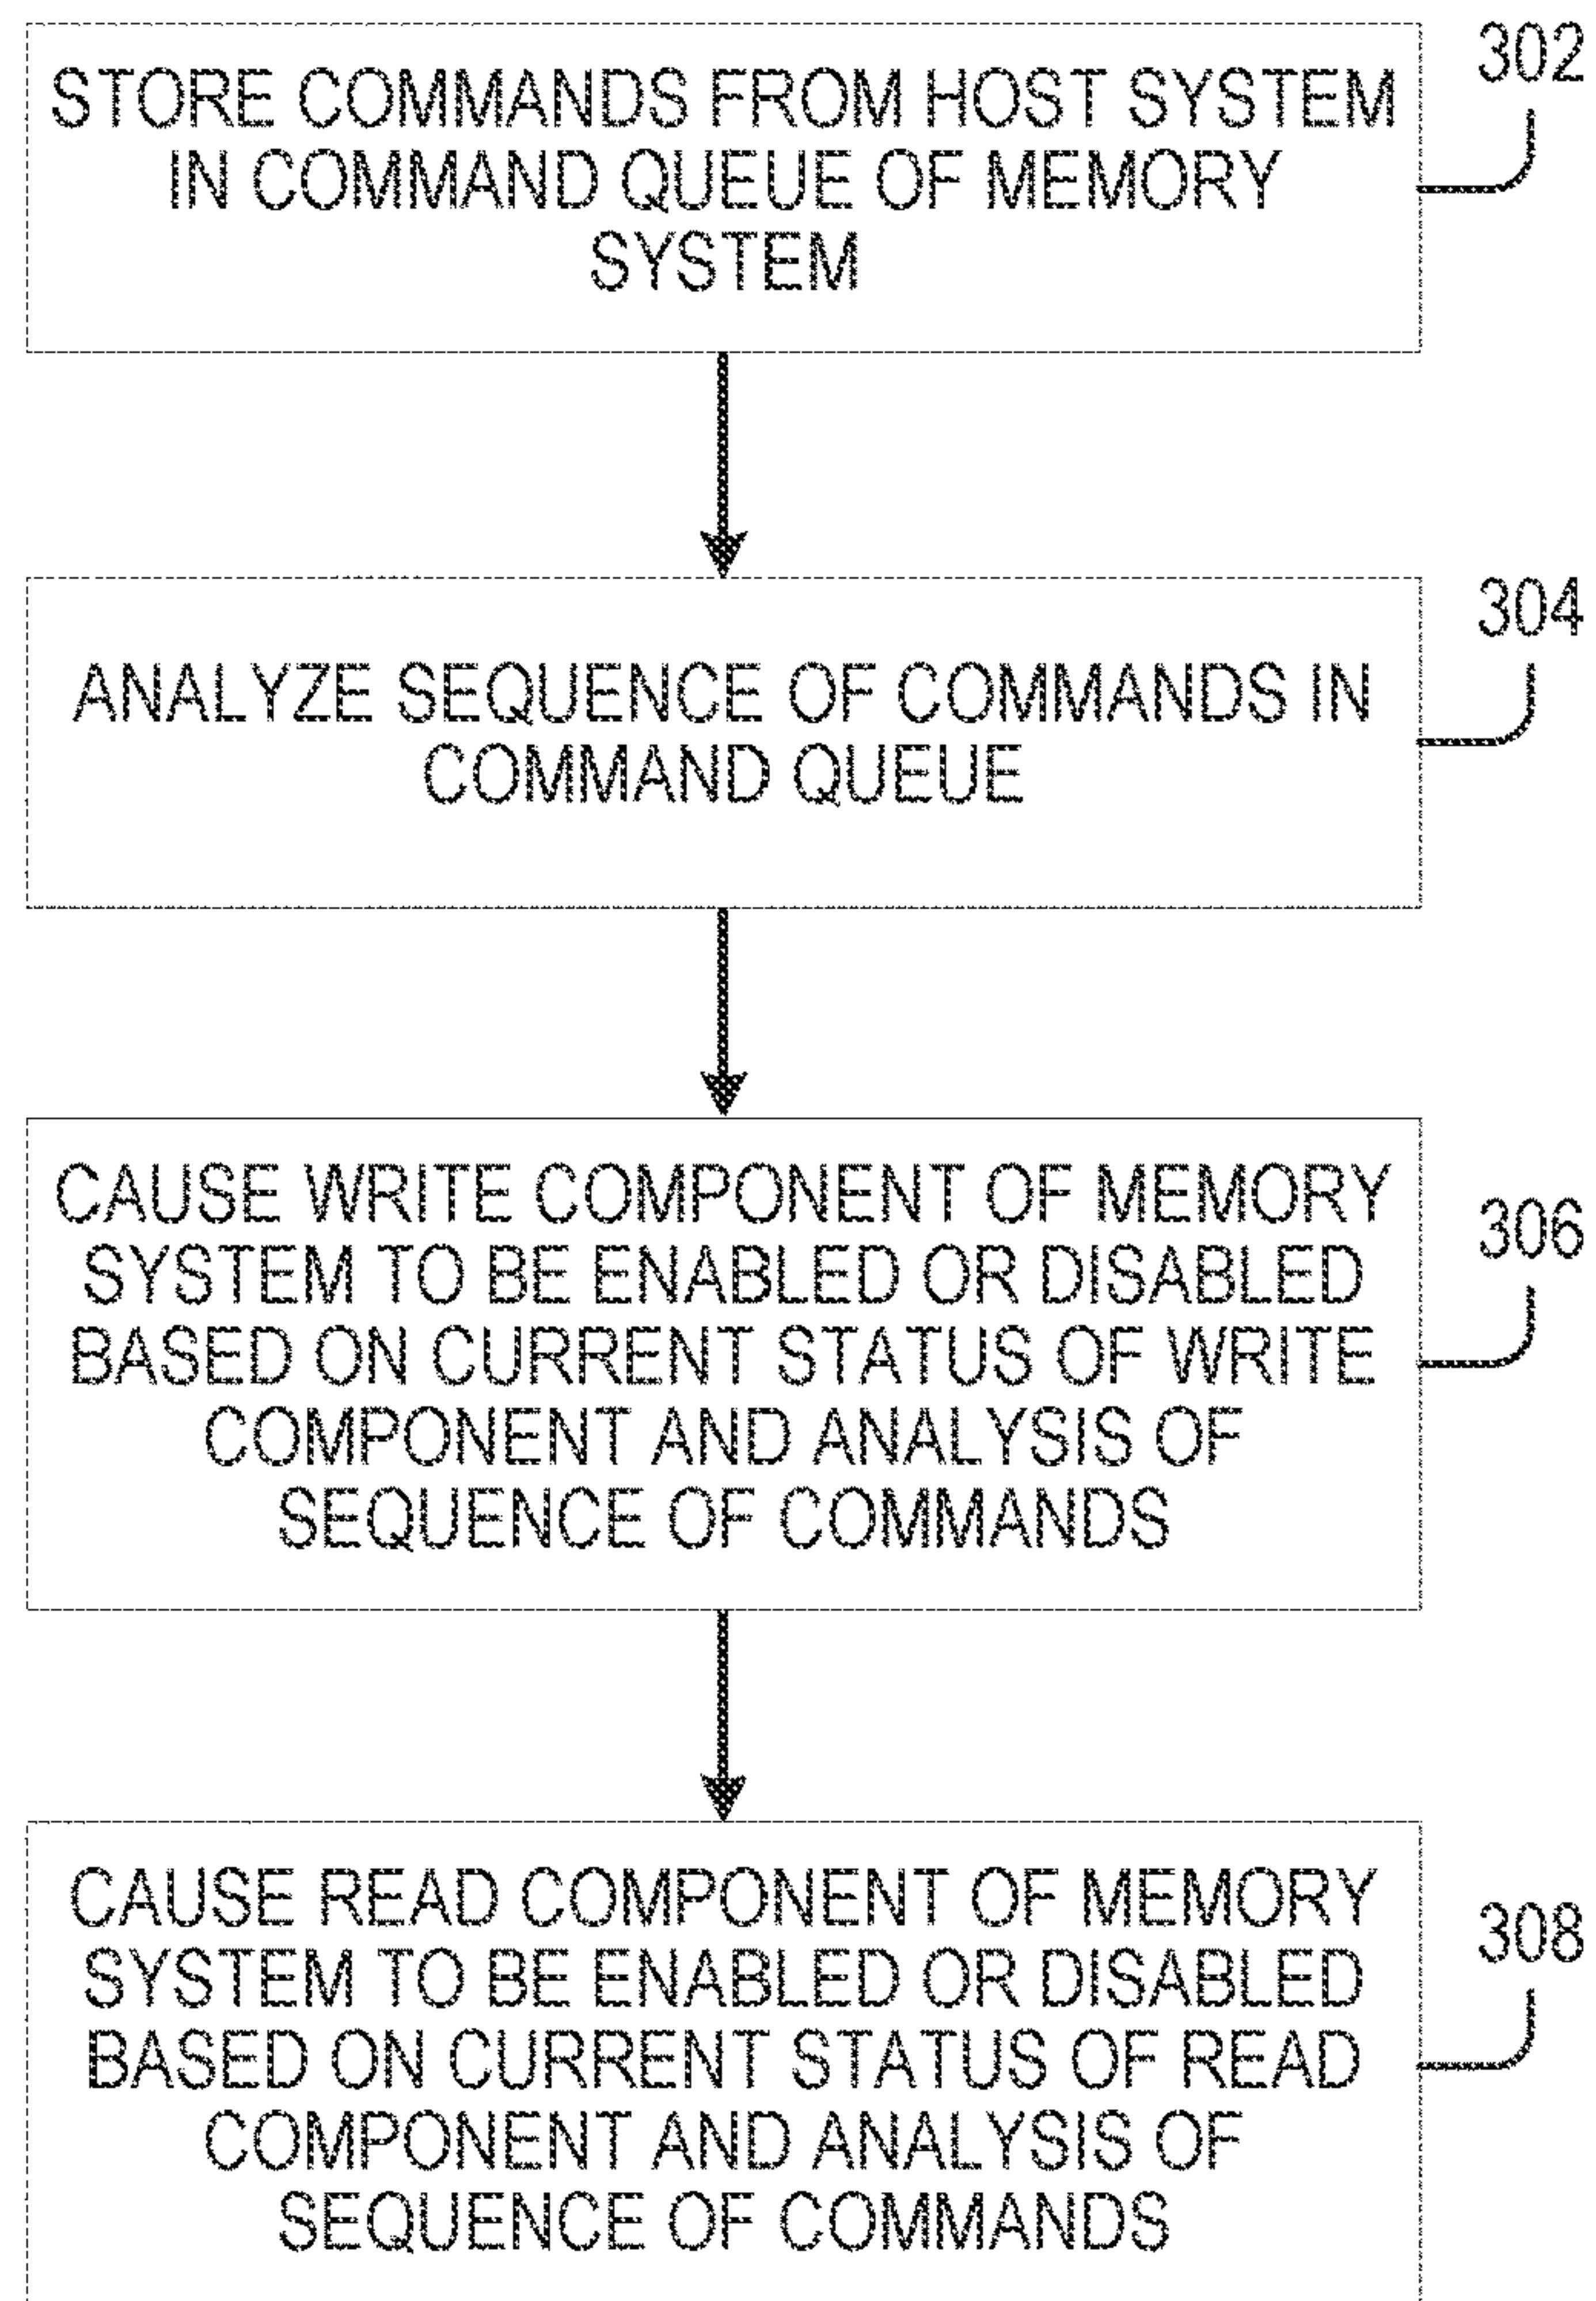 302
STORE COMMANDS FROM HOST SYSTEM
IN COMMAND QUEUE OF MEMORY
SYSTEM
304
ANALYZE SEQUENCE OF COMMANDS IN
COMMAND QUEUE
306
CAUSE WRITE COMPONENT OF MEMORY
SYSTEM TO BE ENABLED OR DISABLED
BASED ON CURRENT STATUS OF WRITE
COMPONENT AND ANALYSIS OF
SEQUENCE OF COMMANDS
308
CAUSE READ COMPONENT OF MEMORY
SYSTEM TO BE ENABLED OR DISABLED
BASED ON CURRENT STATUS OF READ
COMPONENT AND ANALYSIS OF
SEQUENCE OF COMMANDS